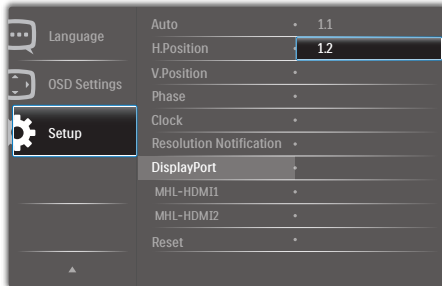 Language
OSD Settings
Setup
Auto • 1.1
H.Position • 1.2
V.Position •
Phase •
Clock •
Resolution Notification •
DisplayPort •
MHL-HDMI1 •
MHL-HDMI2 •
Reset •